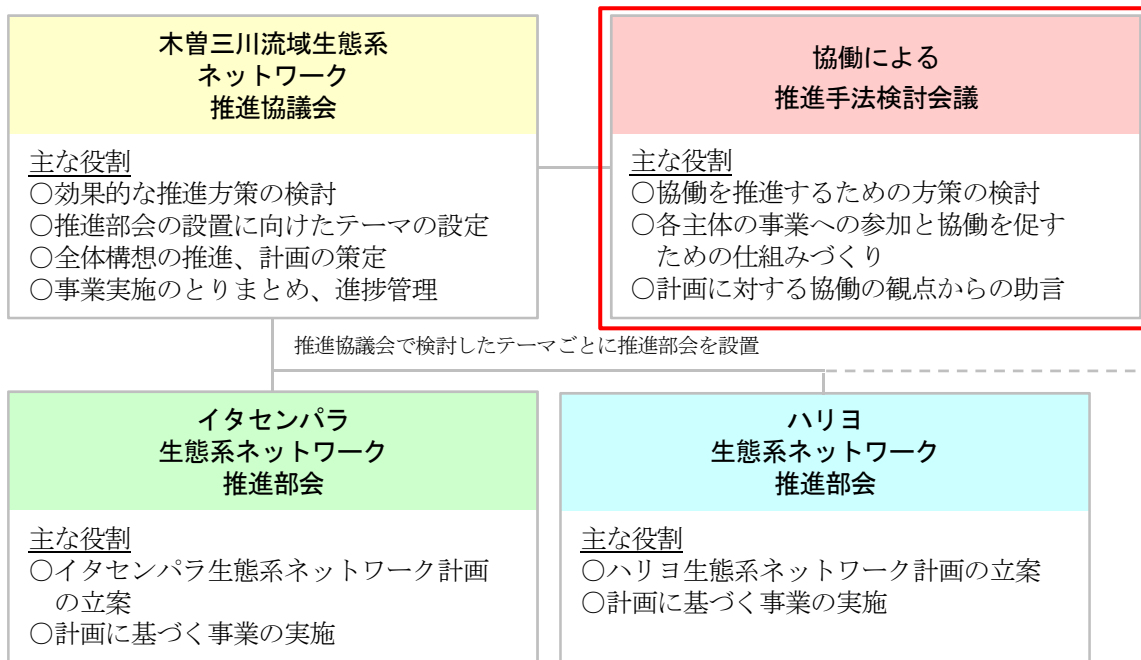 木曽三川流域生態系
ネットワーク
推進協議会
主な役割
○効果的な推進方策の検討
○推進部会の設置に向けたテーマの設定
○全体構想の推進、計画の策定
○事業実施のとりまとめ、進捗管理
協働による
推進手法検討会議
主な役割
○協働を推進するための方策の検討
○各主体の事業への参加と協働を促す
ための仕組みづくり
○計画に対する協働の観点からの助言
推進協議会で検討したテーマごとに推進部会を設置
イタセンパラ
生態系ネットワーク
推進部会
主な役割
○イタセンパラ生態系ネットワーク計画
の立案
○計画に基づく事業の実施
ハリヨ
生態系ネットワーク
推進部会
主な役割
○ハリヨ生態系ネットワーク計画の立案
○計画に基づく事業の実施